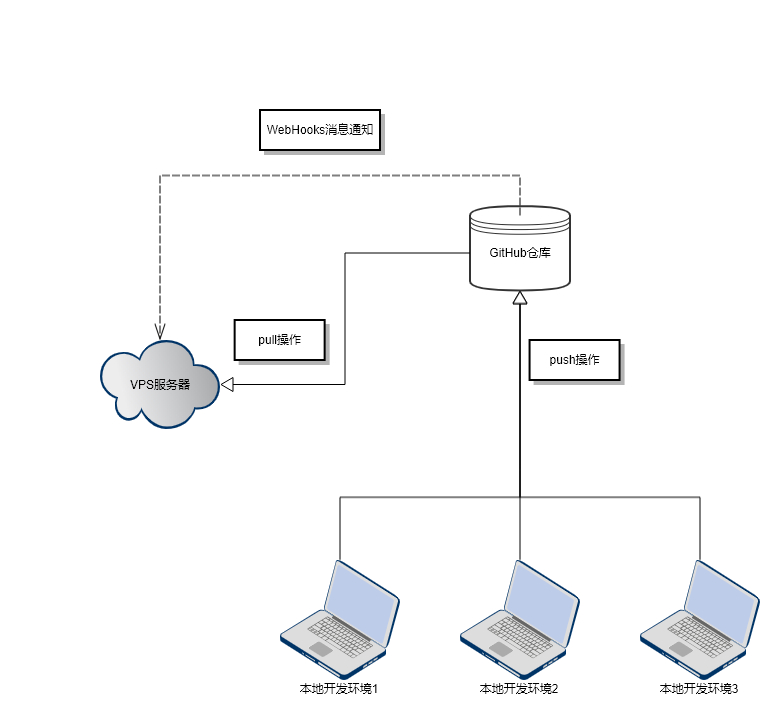 WebHooks消息通知
GitHub仓库
pull操作
push操作
VPS服务器
本地开发环境1
本地开发环境2
本地开发环境3